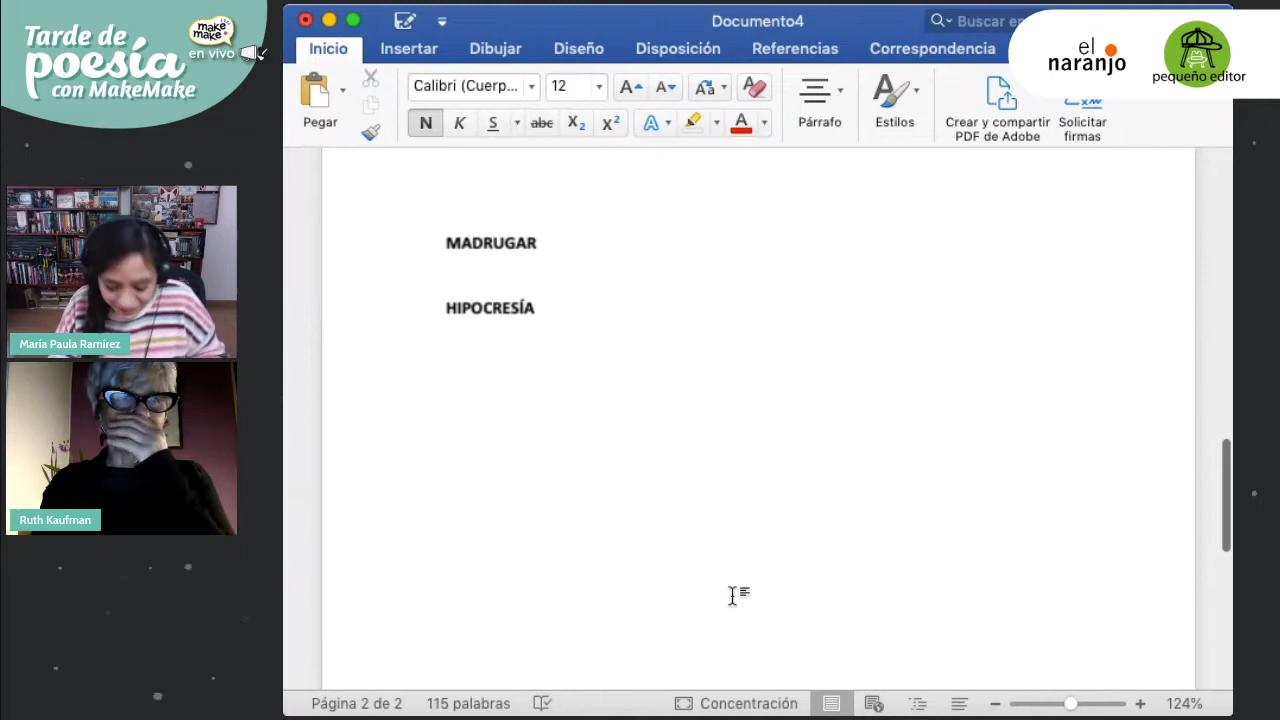 Tarde de
poesía
con MakeMake
make
make
en vivo
María Paula Ramírez
Ruth Kaufman
Documento4
Buscar en
Inicio
Insertar
Dibujar
Diseño
Disposición
Referencias
Correspondencia
el
naranjo
pequeño editor
Pegar
Calibri (Cuerp...
12
N
K
S
abc
X2
X2
A
A
Aa
A
A
A
Párrafo
Estilos
Crear y compartir
PDF de Adobe
Solicitar
firmas
MADRUGAR
HIPOCRESÍA
Página 2 de 2
115 palabras
Concentración
124%